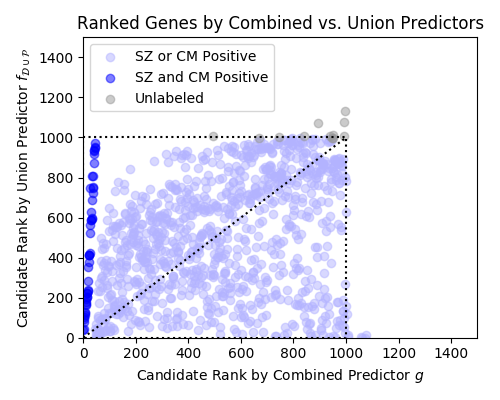 Ranked Genes by Combined vs. Union Predictors
SZ or CM Positive
SZ and CM Positive
Unlabeled
Candidate Rank by Union Predictor f_{𝒟∪𝒫}
1400
1200
1000
800
600
400
200
0
0 200 400 600 800 1000 1200 1400
Candidate Rank by Combined Predictor g